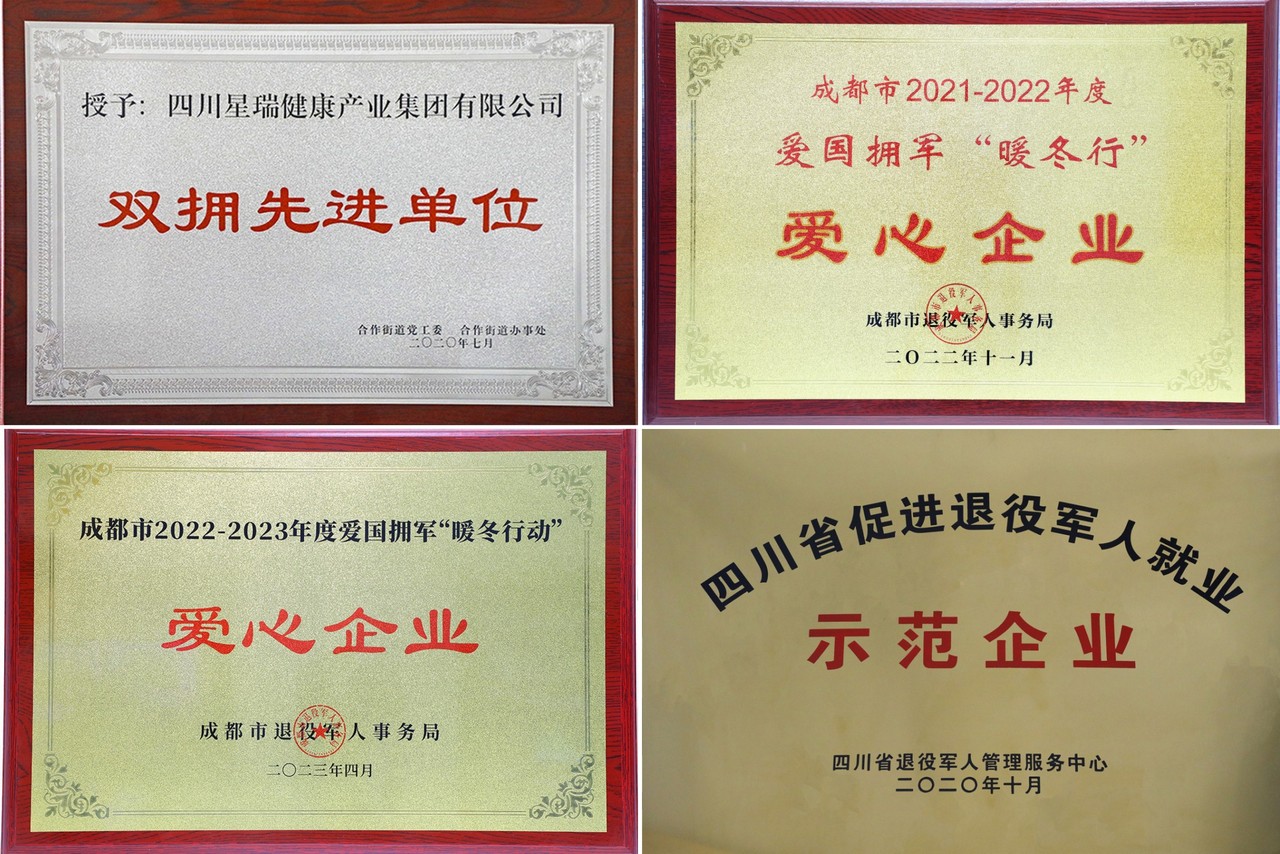 授予：四川星瑞健康产业集团有限公司
双拥先进单位
合作街道党工委 合作街道办事处
二〇二〇年七月
成都市2021-2022年度
爱国拥军“暖冬行”
爱心企业
成都市退役军人事务局
二〇二二年十一月
成都市2022-2023年度爱国拥军“暖冬行动”
爱心企业
成都市退役军人事务局
二〇二三年四月
四川省促进退役军人就业
示范企业
四川省退役军人管理服务中心
二〇二〇年十月